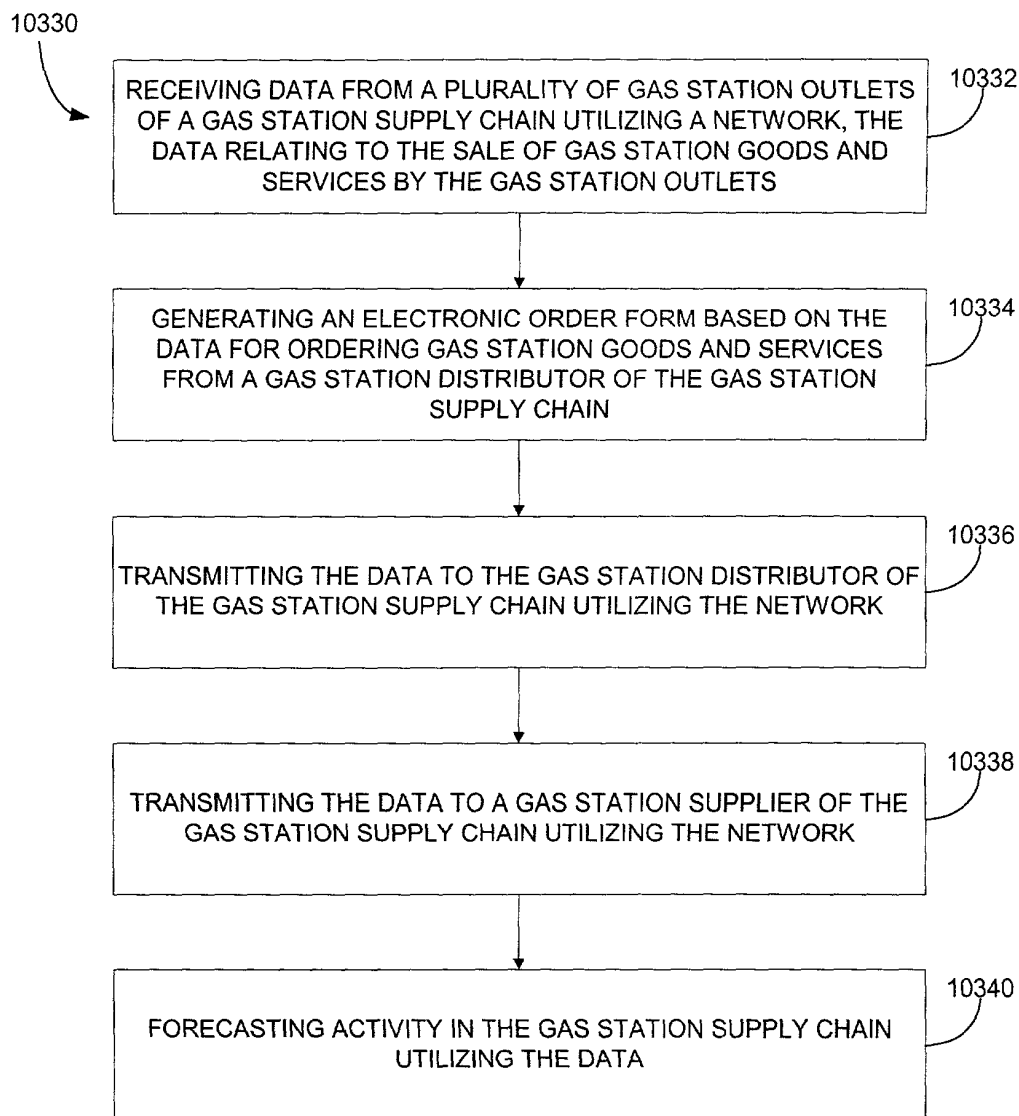 10330
RECEIVING DATA FROM A PLURALITY OF GAS STATION OUTLETS
OF A GAS STATION SUPPLY CHAIN UTILIZING A NETWORK, THE
DATA RELATING TO THE SALE OF GAS STATION GOODS AND
SERVICES BY THE GAS STATION OUTLETS
10332
GENERATING AN ELECTRONIC ORDER FORM BASED ON THE
DATA FOR ORDERING GAS STATION GOODS AND SERVICES
FROM A GAS STATION DISTRIBUTOR OF THE GAS STATION
SUPPLY CHAIN
10334
TRANSMITTING THE DATA TO THE GAS STATION DISTRIBUTOR OF
THE GAS STATION SUPPLY CHAIN UTILIZING THE NETWORK
10336
TRANSMITTING THE DATA TO A GAS STATION SUPPLIER OF THE
GAS STATION SUPPLY CHAIN UTILIZING THE NETWORK
10338
FORECASTING ACTIVITY IN THE GAS STATION SUPPLY CHAIN
UTILIZING THE DATA
10340